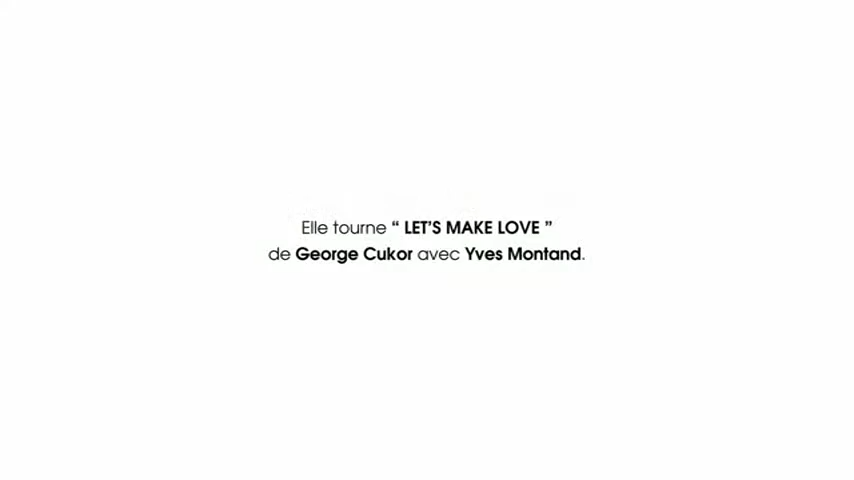 Elle tourne “ LET’S MAKE LOVE ”
de George Cukor avec Yves Montand.